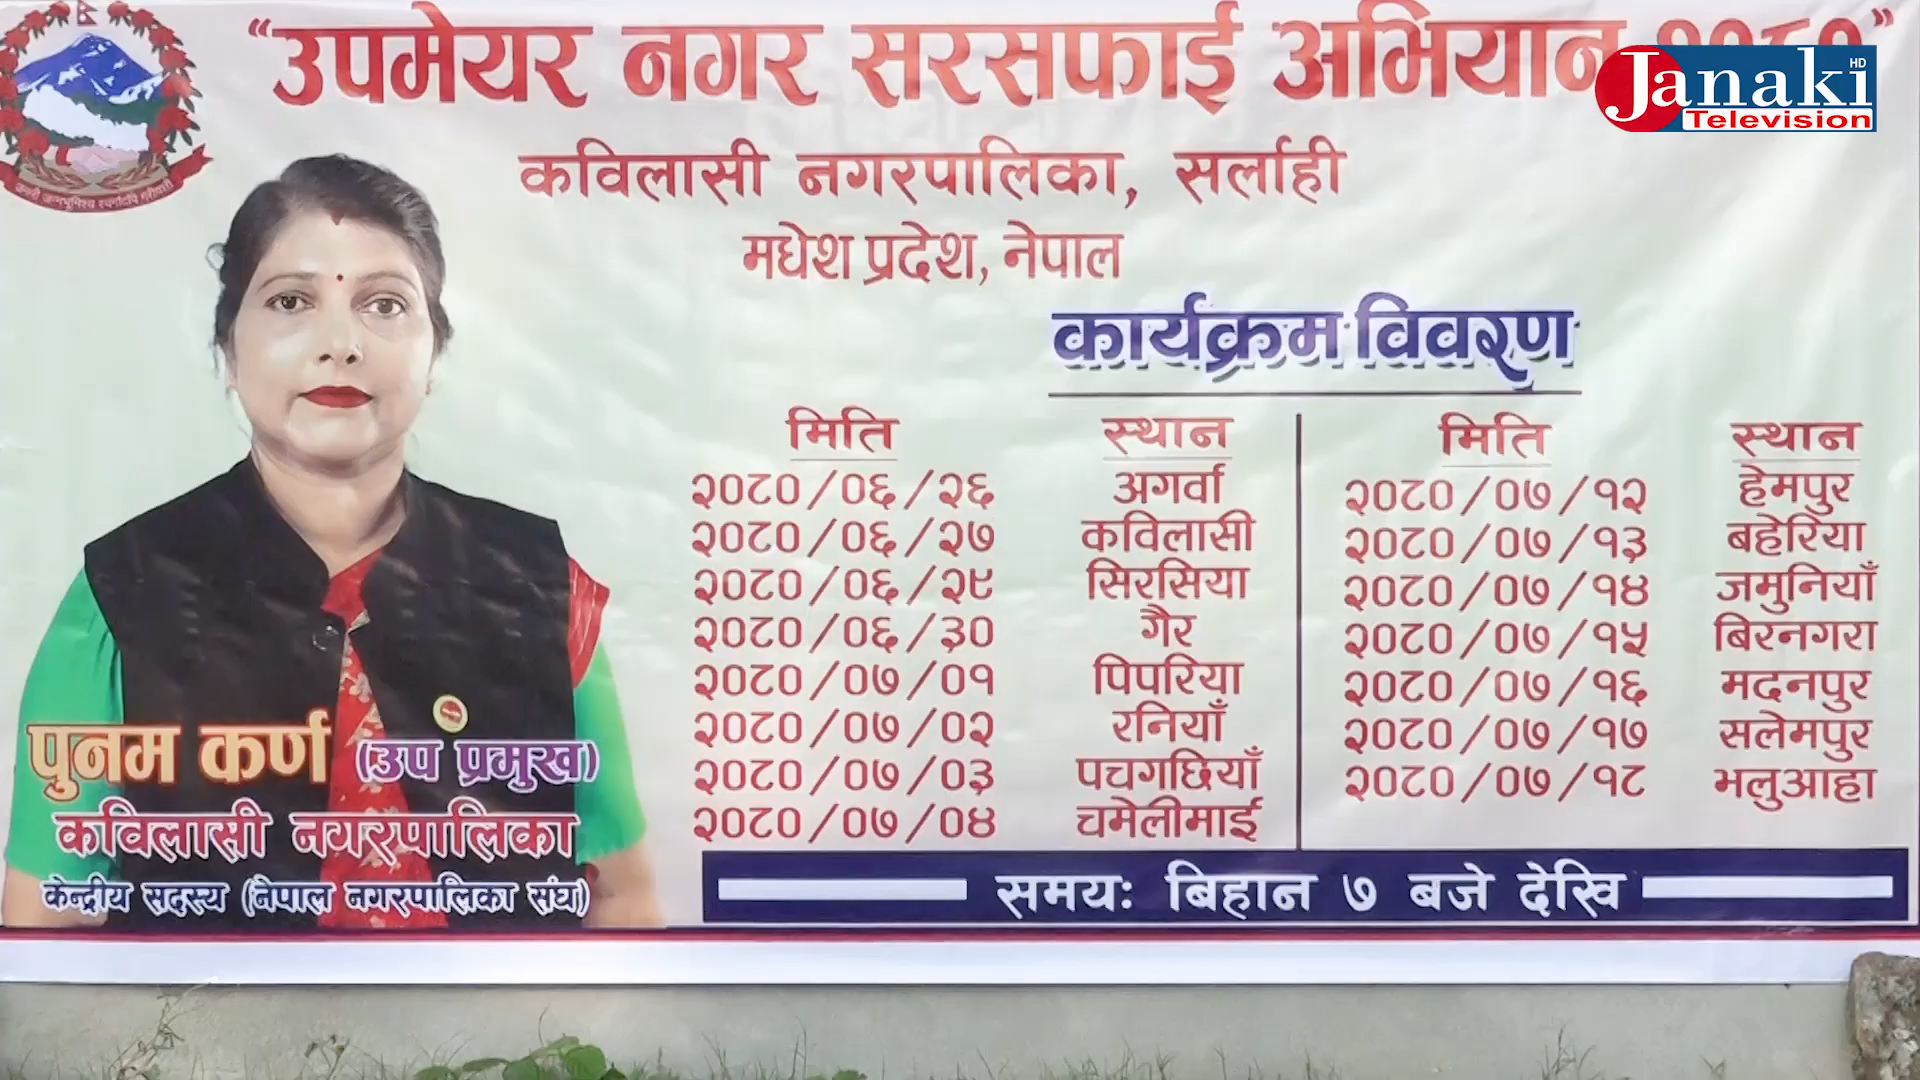 “उपमेयर नगर सरसफाई अभियान
Janaki HD
Television
कविलासी नगरपालिका, सर्लाही
मधेश प्रदेश, नेपाल
कार्यक्रम विवरण
मिति स्थान
२०८०/०६/२६ अगर्वा
२०८०/०६/२७ कविलासी
२०८०/०६/२९ सिरसिया
२०८०/०६/३० गैर
२०८०/०७/०१ पिपरिया
२०८०/०७/०२ रनियाँ
२०८०/०७/०३ पचगछियाँ
२०८०/०७/०४ चमेलीमाई
मिति स्थान
२०८०/०७/१२ हेमपुर
२०८०/०७/१३ बहेरिया
२०८०/०७/१४ जमुनियाँ
२०८०/०७/१५ बिरनगरा
२०८०/०७/१६ मदनपुर
२०८०/०७/१७ सलेमपुर
२०८०/०७/१८ भलुआहा
समयः बिहान ७ बजे देखि
पुनम कर्ण (उप प्रमुख)
कविलासी नगरपालिका
केन्द्रीय सदस्य (नेपाल नगरपालिका संघ)